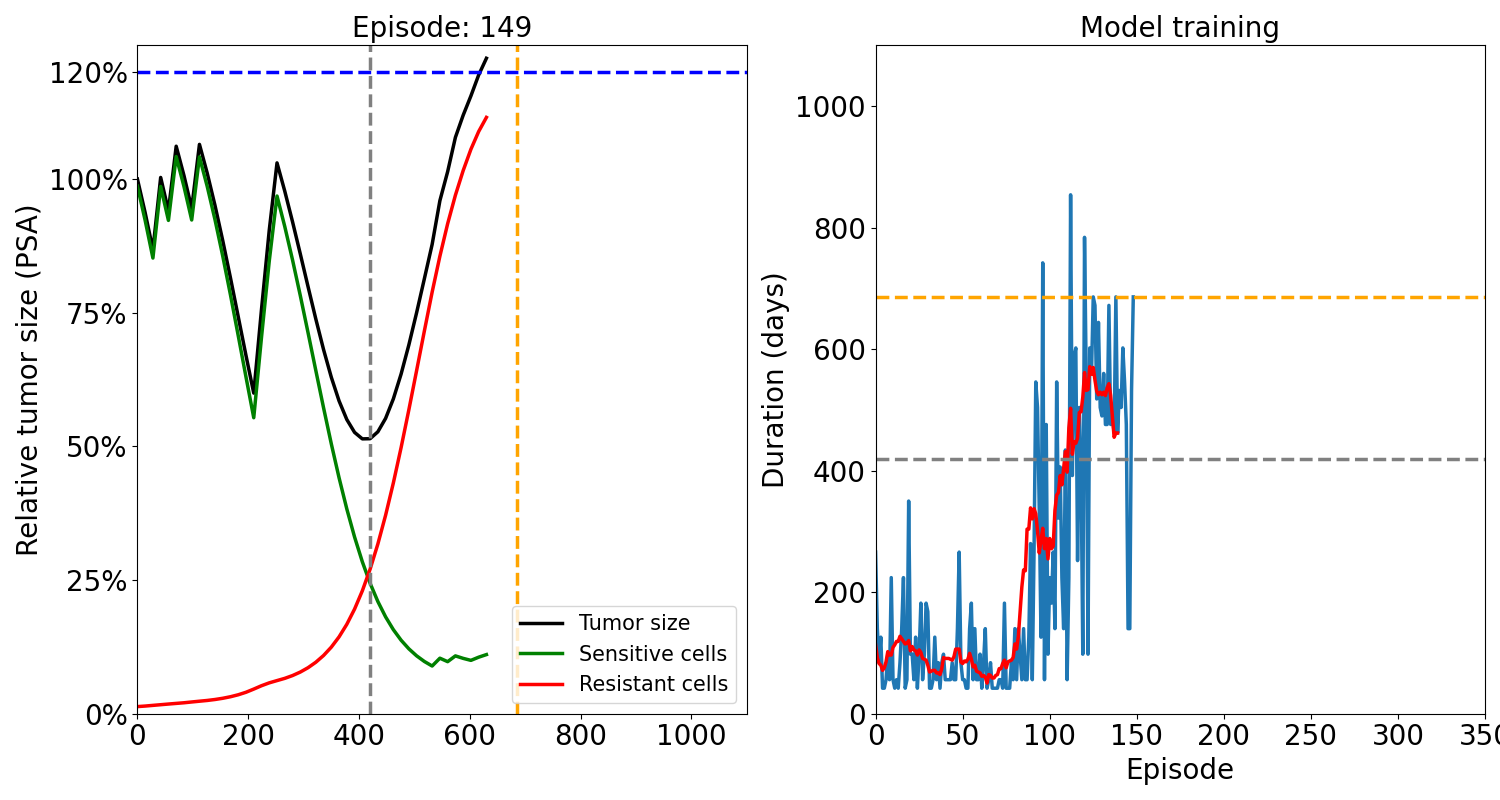 Episode: 149
Model training
Relative tumor size (PSA)
120%
100%
75%
50%
25%
0%
0 200 400 600 800 1000
Tumor size
Sensitive cells
Resistant cells
Duration (days)
1000
800
600
400
200
0
0 50 100 150 200 250 300 350
Episode